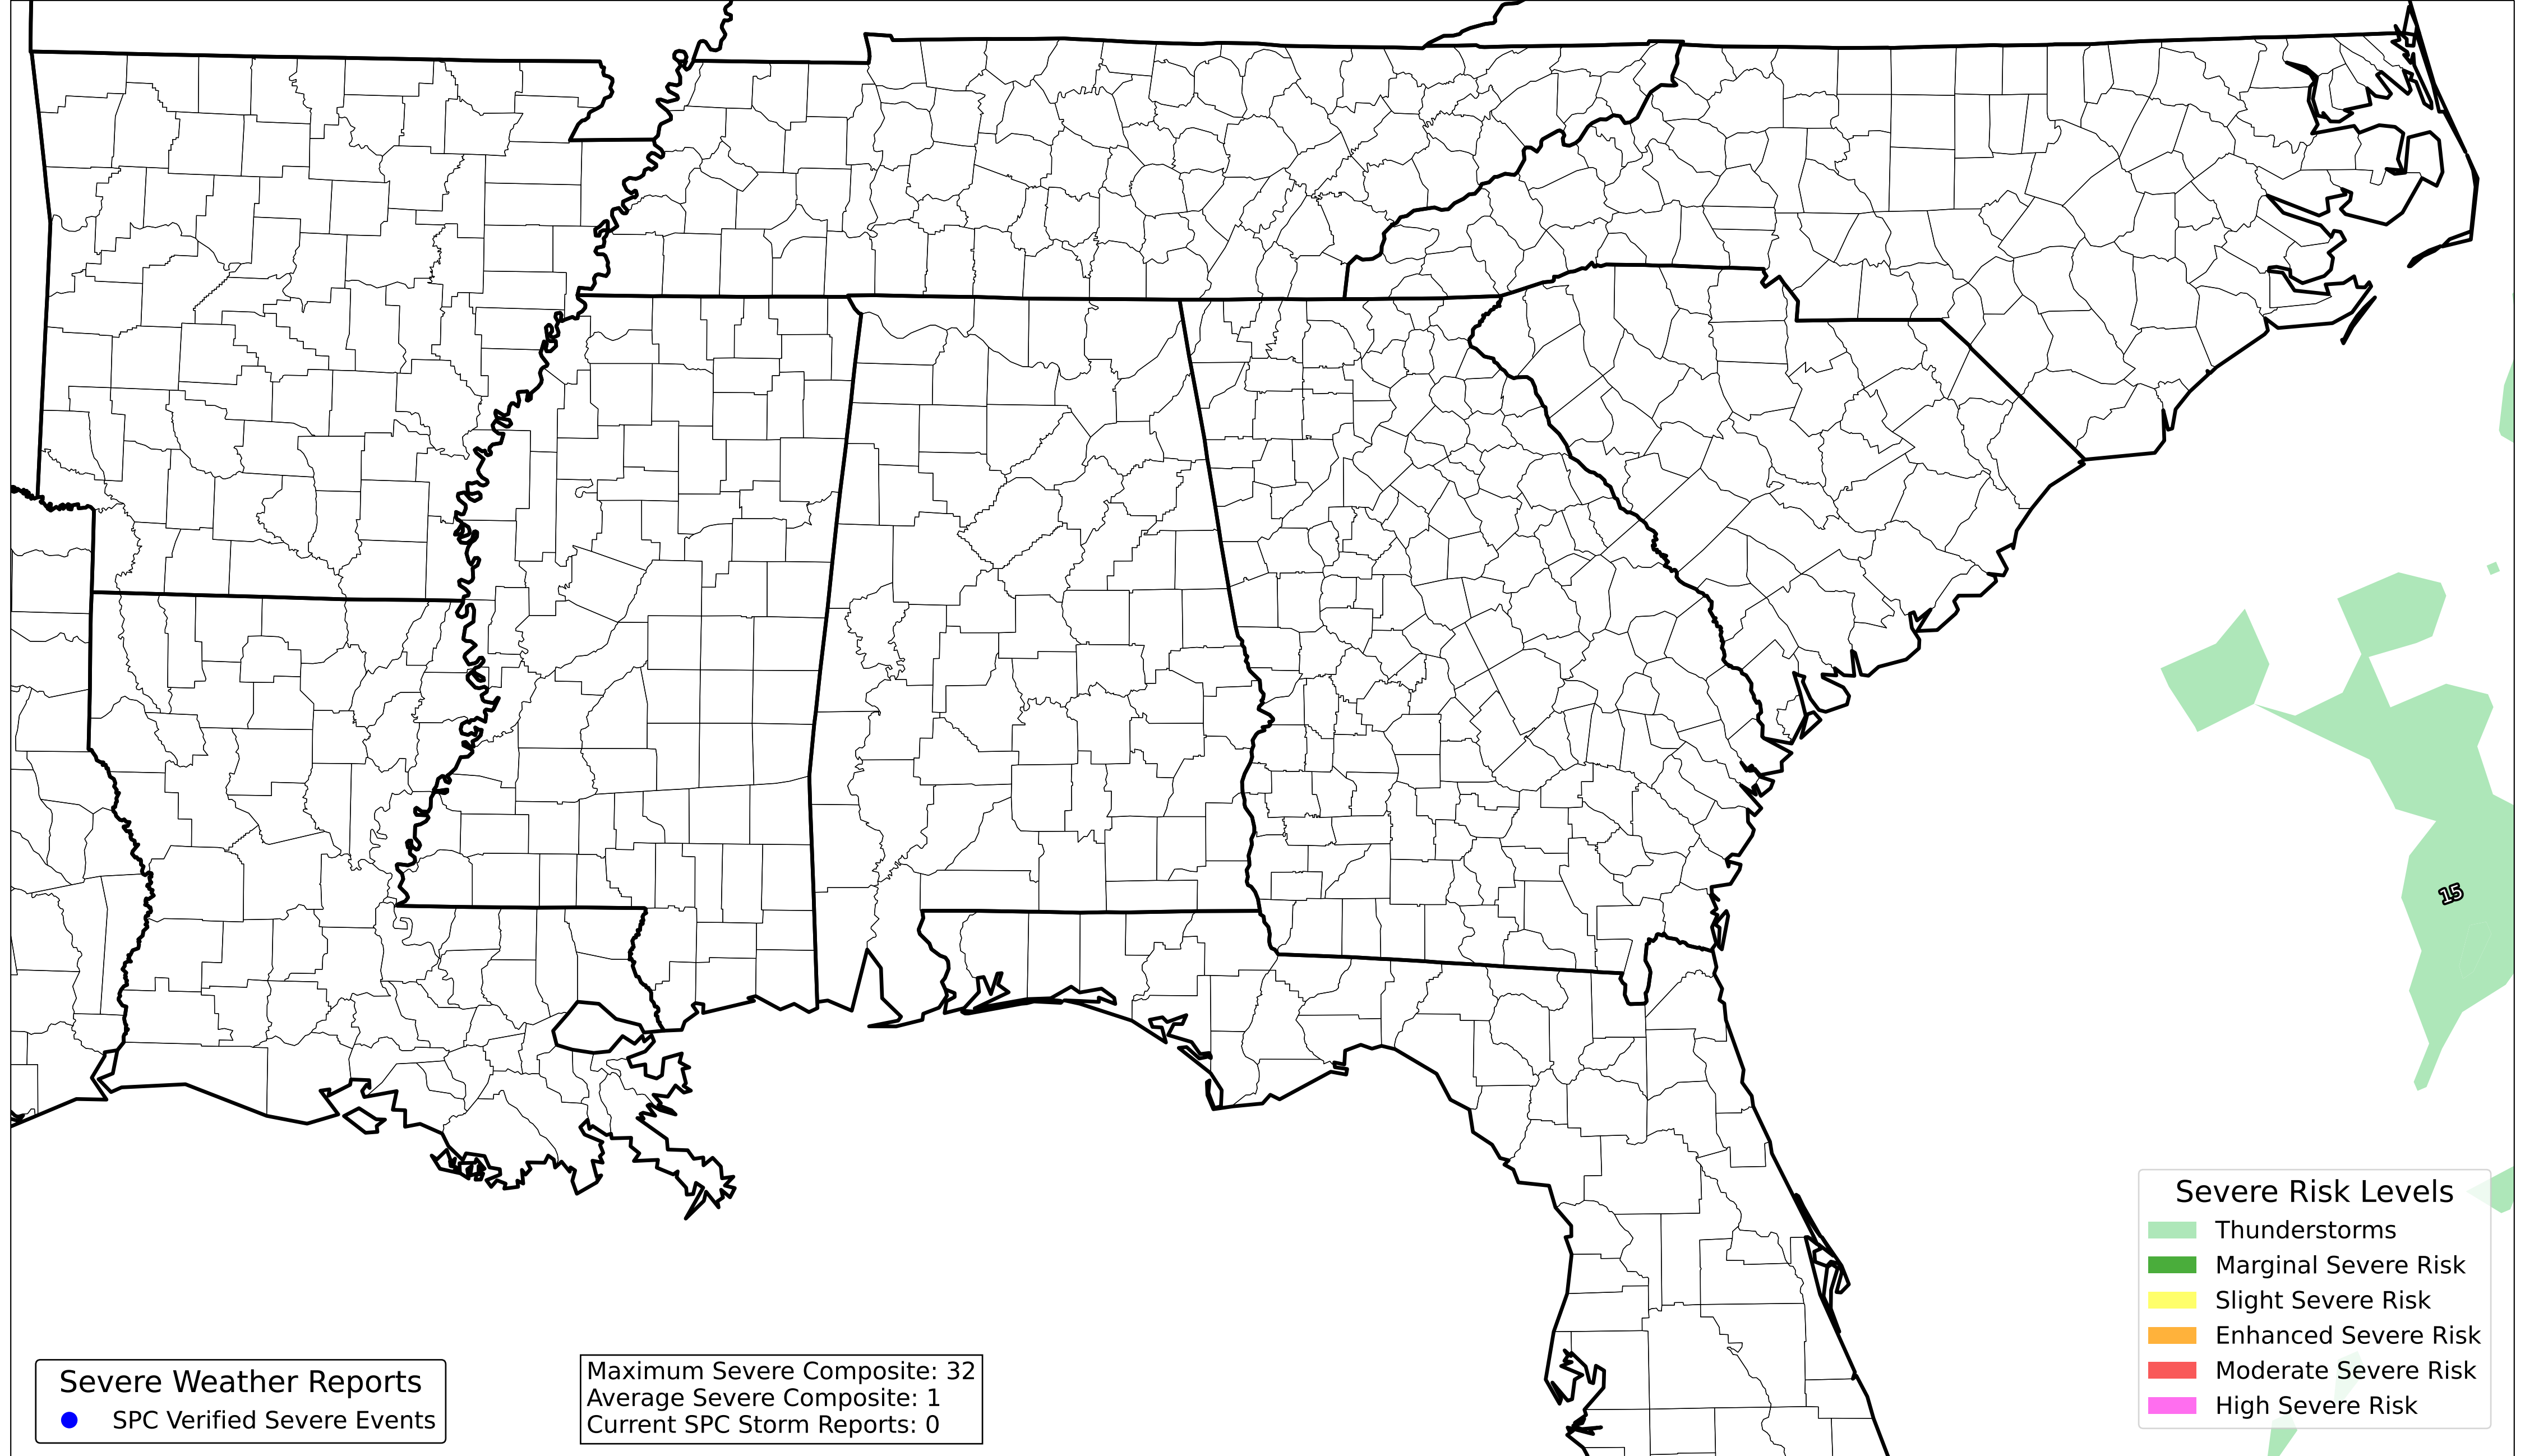 15
Severe Risk Levels
Thunderstorms
Marginal Severe Risk
Slight Severe Risk
Enhanced Severe Risk
Moderate Severe Risk
High Severe Risk
Severe Weather Reports
SPC Verified Severe Events
Maximum Severe Composite: 32
Average Severe Composite: 1
Current SPC Storm Reports: 0